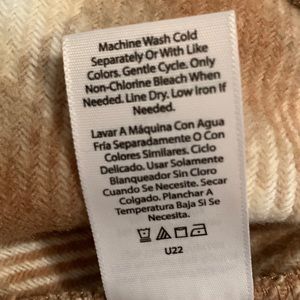 Machine Wash Cold
Separately Or With Like
Colors. Gentle Cycle. Only
Non-Chlorine Bleach When
Needed. Line Dry. Low Iron If
Needed.
Lavar A Máquina Con Agua
Fría Separadamente O Con
Colores Similares. Ciclo
Delicado. Usar Solamente
Blanqueador Sin Cloro
Cuando Se Necesite. Secar
Colgado. Planchar A
Temperatura Baja Si Se
Necesita.
U22